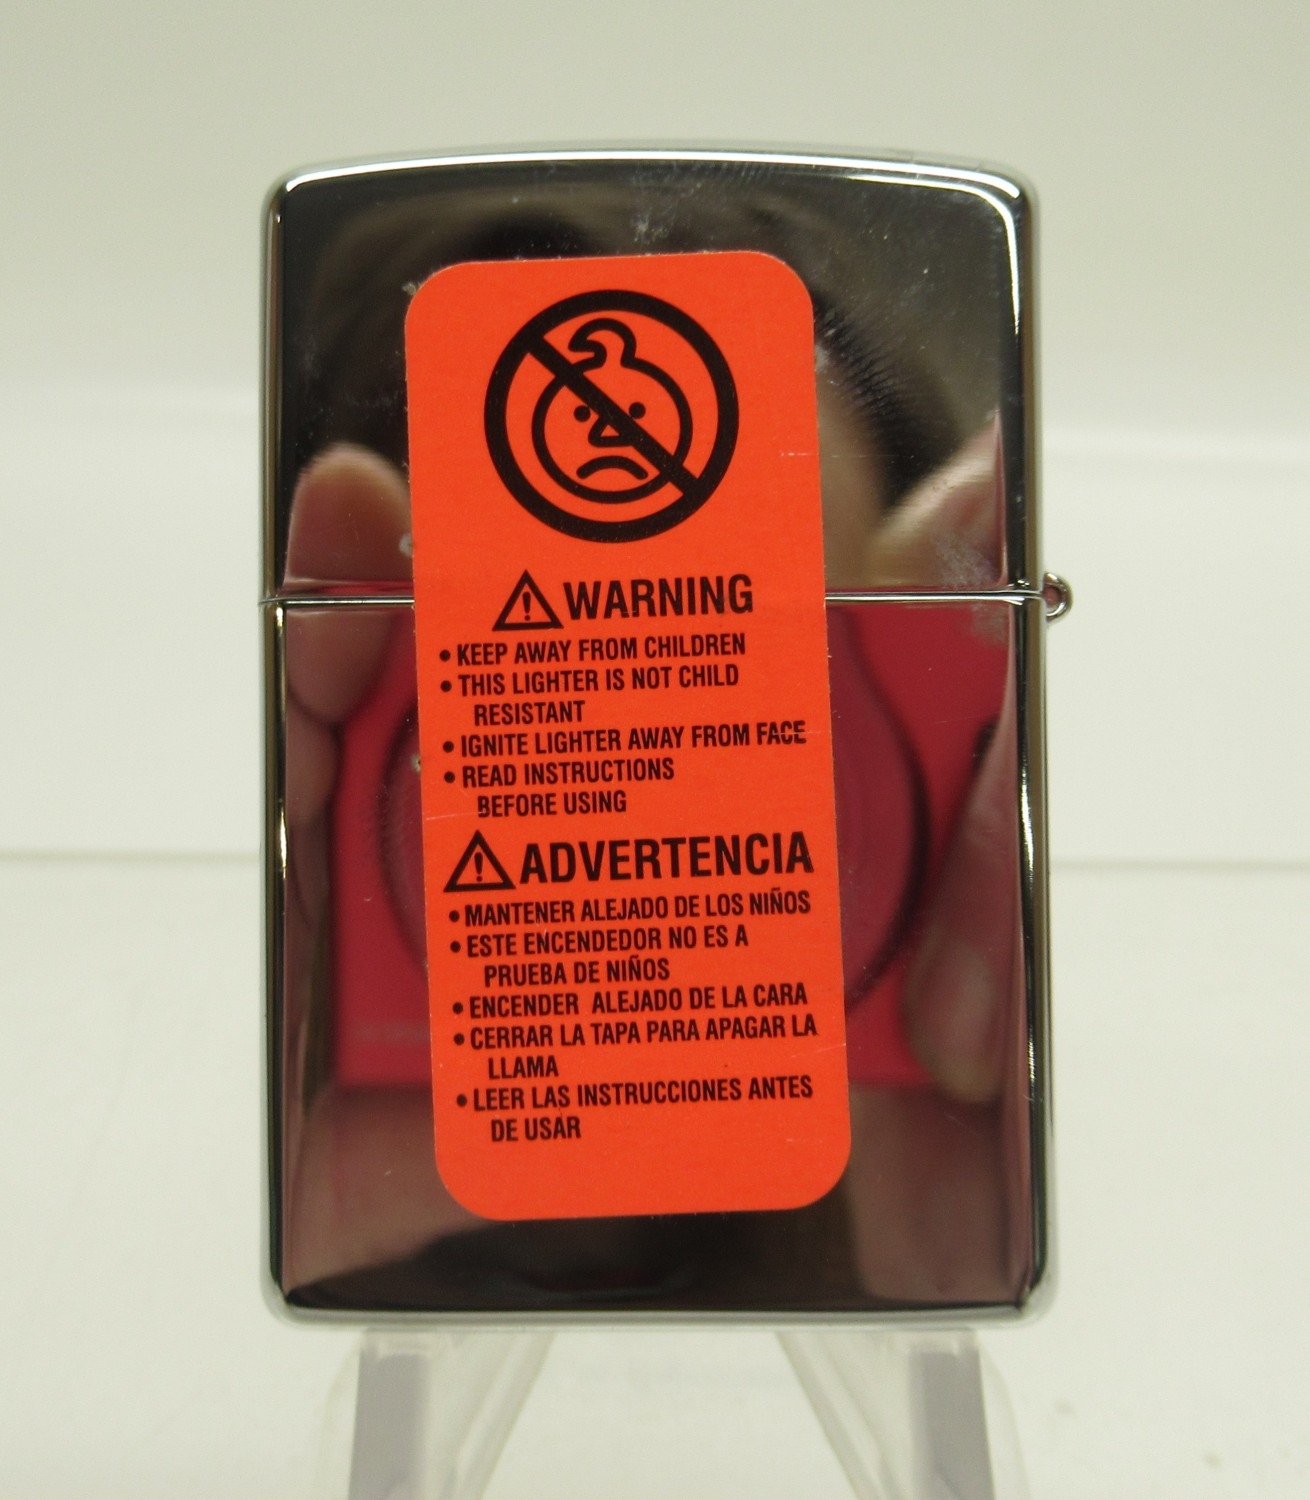 WARNING
• KEEP AWAY FROM CHILDREN
• THIS LIGHTER IS NOT CHILD
RESISTANT
• IGNITE LIGHTER AWAY FROM FACE
• READ INSTRUCTIONS
BEFORE USING
ADVERTENCIA
• MANTENER ALEJADO DE LOS NIÑOS
• ESTE ENCENDEDOR NO ES A
PRUEBA DE NIÑOS
• ENCENDER ALEJADO DE LA CARA
• CERRAR LA TAPA PARA APAGAR LA
LLAMA
• LEER LAS INSTRUCCIONES ANTES
DE USAR